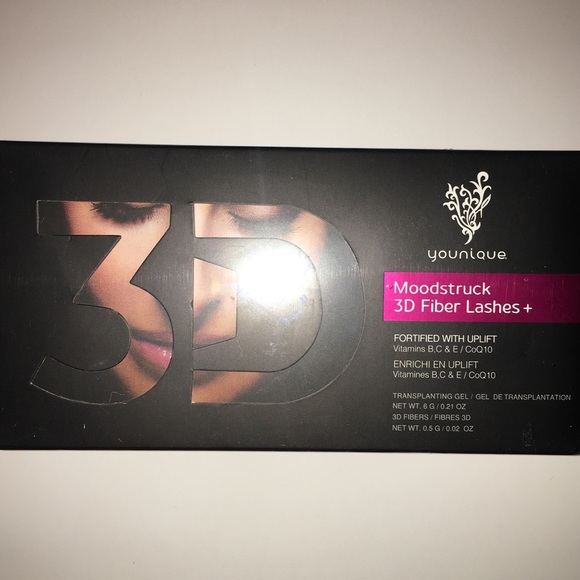 3D
younique
Moodstruck
3D Fiber Lashes +
FORTIFIED WITH UPLIFT
Vitamins B,C & E / CoQ10
ENRICHI EN UPLIFT
Vitamines B,C & E / CoQ10
TRANSPLANTING GEL / GEL DE TRANSPLANTATION
NET WT. 6 G / 0.21 OZ
3D FIBERS / FIBRES 3D
NET WT. 0.5 G / 0.02 OZ